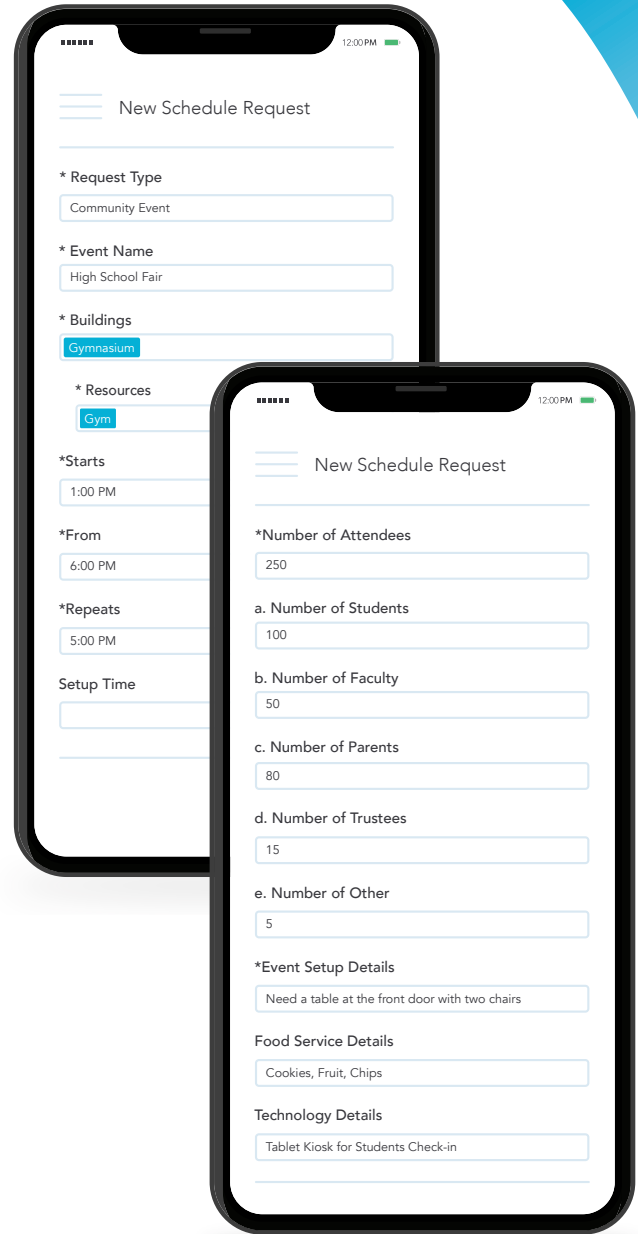 12:00 PM
New Schedule Request
* Request Type
Community Event
* Event Name
High School Fair
* Buildings
Gymnasium
* Resources
Gym
*Starts
1:00 PM
*From
6:00 PM
*Repeats
5:00 PM
Setup Time
12:00 PM
New Schedule Request
*Number of Attendees
250
a. Number of Students
100
b. Number of Faculty
50
c. Number of Parents
80
d. Number of Trustees
15
e. Number of Other
5
*Event Setup Details
Need a table at the front door with two chairs
Food Service Details
Cookies, Fruit, Chips
Technology Details
Tablet Kiosk for Students Check-in